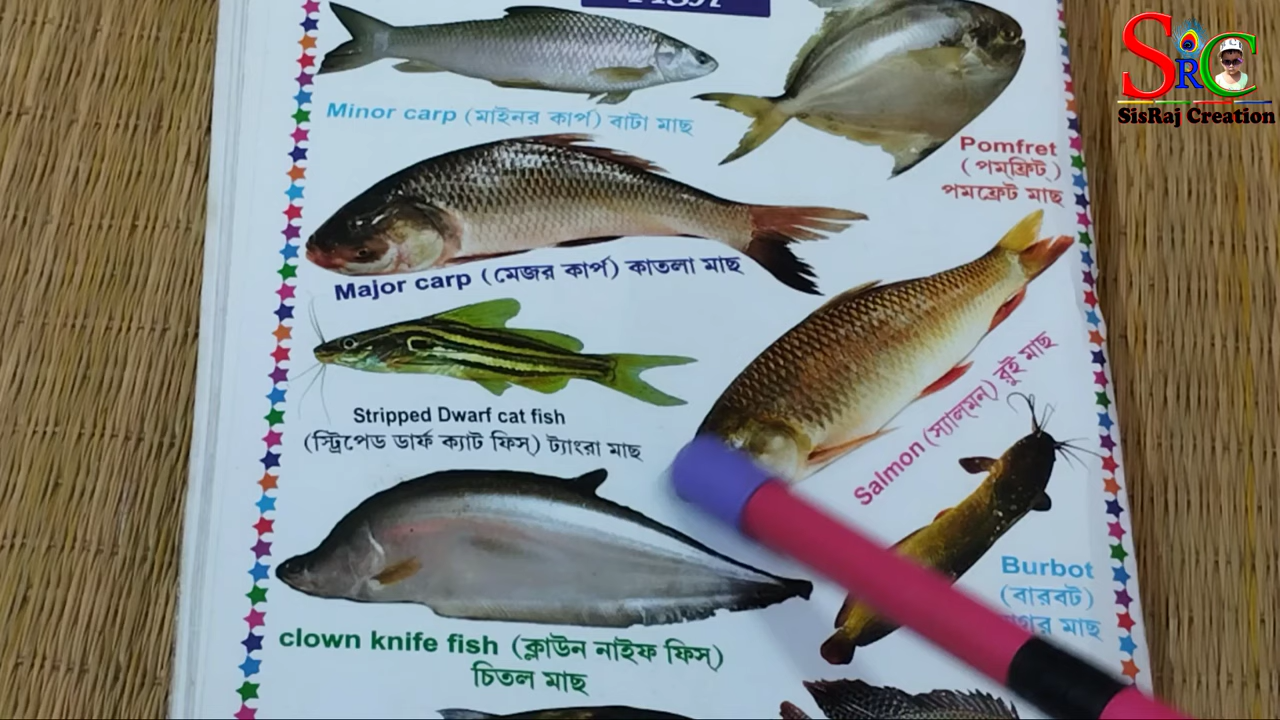 SRC
SisRaj Creation
Minor carp (মাইনর কার্প) বাটা মাছ
Pomfret
(পমফ্রিট)
পমফ্রেট মাছ
Major carp (মেজর কার্প) কাতলা মাছ
Salmon (স্যালমন) রুই মাছ
Stripped Dwarf cat fish
(স্ট্রিপেড ডার্ফ ক্যাট ফিস্) ট্যাংরা মাছ
Burbot
(বারবট)
মাছ
clown knife fish (ক্লাউন নাইফ ফিস্)
চিতল মাছ